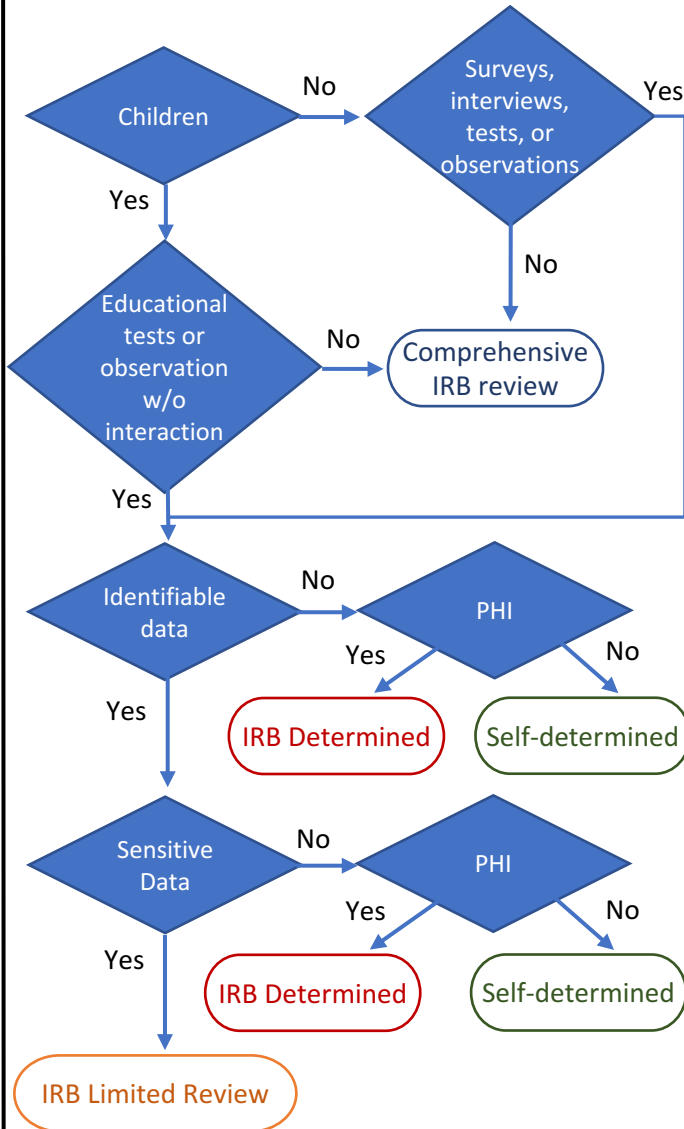 Children
No
Surveys,
interviews,
tests, or
observations
Yes
Yes
No
Educational
tests or
observation
w/o
interaction
No
Comprehensive
IRB review
Yes
Identifiable
data
No
PHI
Yes
No
Yes
IRB Determined
Self-determined
Sensitive
Data
No
PHI
Yes
No
Yes
IRB Determined
Self-determined
IRB Limited Review